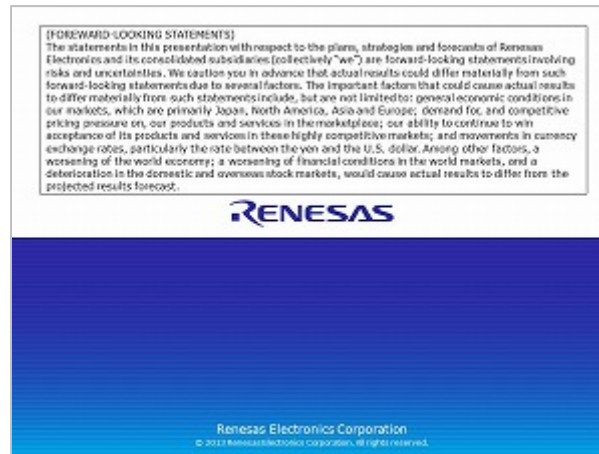 (FOREWARD-LOOKING STATEMENTS)
The statements in this presentation with respect to the plans, strategies and forecasts of Renesas
Electronics and its consolidated subsidiaries (collectively "we") are forward-looking statements involving
risks and uncertainties. We caution you in advance that actual results could differ materially from such
forward-looking statements due to several factors. The important factors that could cause actual results
to differ materially from such statements include, but are not limited to: general economic conditions in
our markets, which are primarily Japan, North America, Asia and Europe; demand for, and competitive
pricing pressure on, our products and services in the marketplace; our ability to continue to win
acceptance of its products and services in these highly competitive markets; and movements in currency
exchange rates, particularly the rate between the yen and the U.S. dollar. Among other factors, a
worsening of the world economy; a worsening of financial conditions in the world markets, and a
deterioration in the domestic and overseas stock markets, would cause actual results to differ from the
projected results forecast.
RENESAS
Renesas Electronics Corporation
© 2013 Renesas Electronics Corporation. All rights reserved.